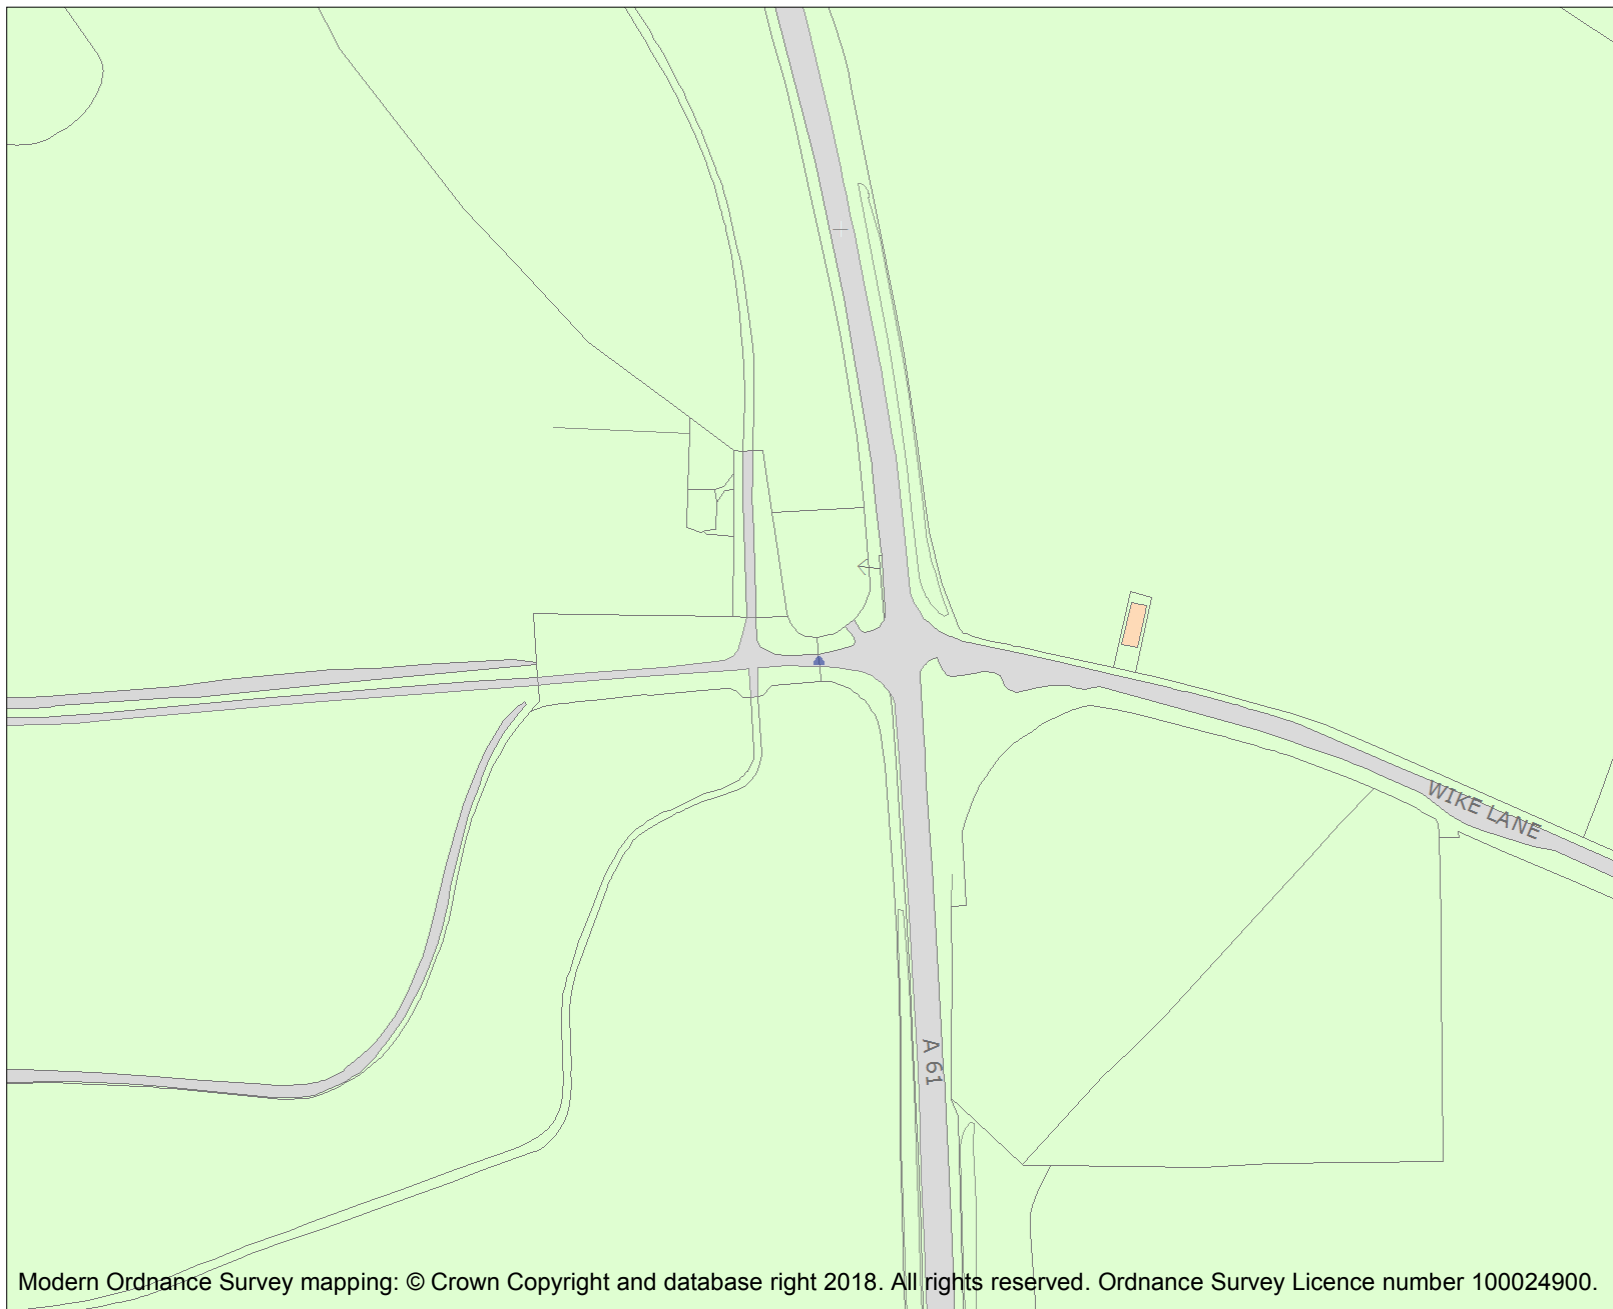 WIKE LANE
A 61
Modern Ordnance Survey mapping: © Crown Copyright and database right 2018. All rights reserved. Ordnance Survey Licence number 100024900.